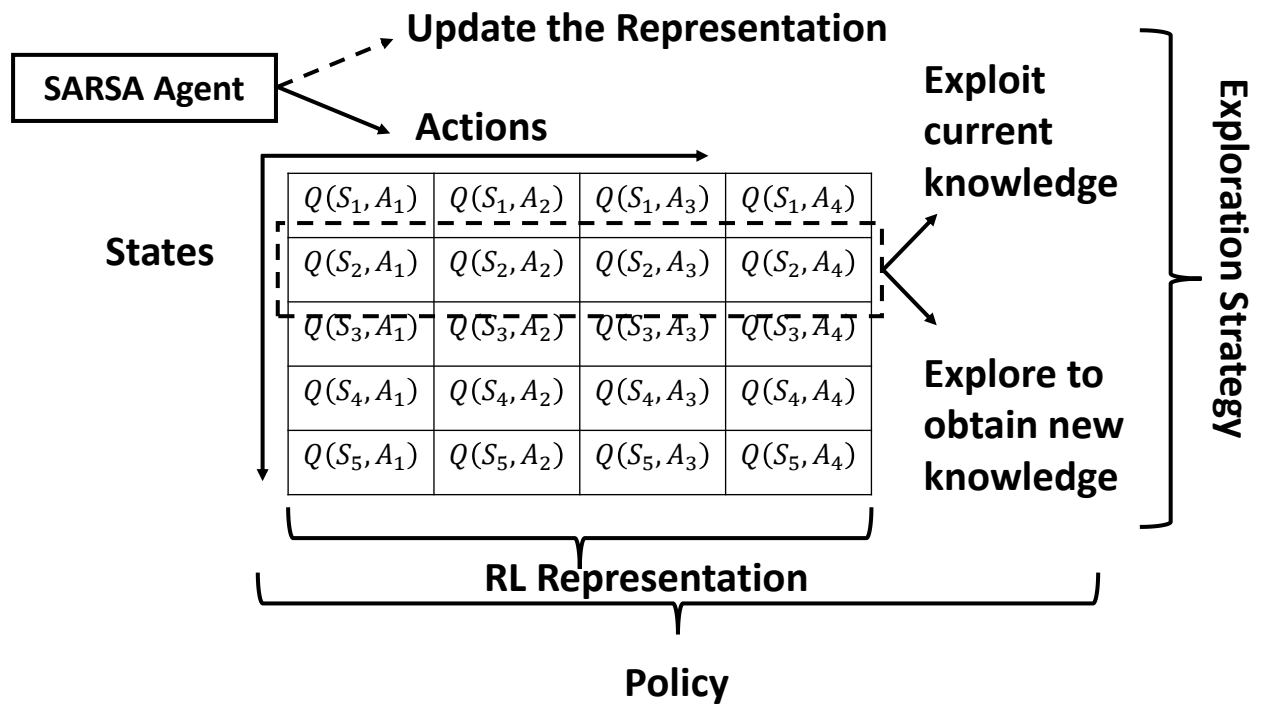 Update the Representation
SARSA Agent
Actions
Exploit
current
knowledge
States
Q(S₁, A₁) Q(S₁, A₂) Q(S₁, A₃) Q(S₁, A₄)
Q(S₂, A₁) Q(S₂, A₂) Q(S₂, A₃) Q(S₂, A₄)
Q(S₃, A₁) Q(S₃, A₂) Q(S₃, A₃) Q(S₃, A₄)
Q(S₄, A₁) Q(S₄, A₂) Q(S₄, A₃) Q(S₄, A₄)
Q(S₅, A₁) Q(S₅, A₂) Q(S₅, A₃) Q(S₅, A₄)
Explore to
obtain new
knowledge
Exploration Strategy
RL Representation
Policy